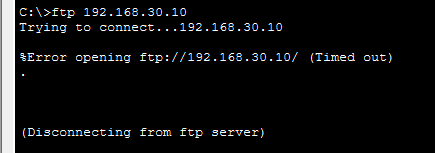 C:\>ftp 192.168.30.10
Trying to connect...192.168.30.10
%Error opening ftp://192.168.30.10/ (Timed out)
.
(Disconnecting from ftp server)